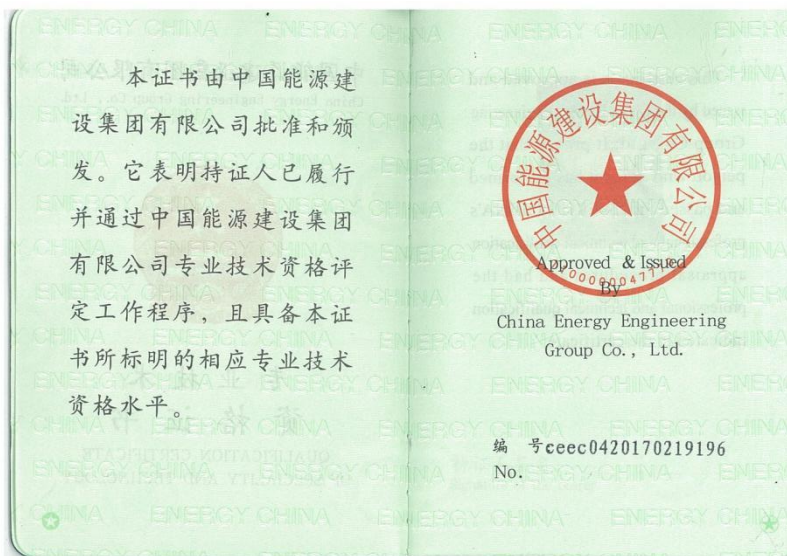 本证书由中国能源建
设集团有限公司批准和颁
发。它表明持证人已履行
并通过中国能源建设集团
有限公司专业技术资格评
定工作程序，且具备本证
书所标明的相应专业技术
资格水平。
中国能源建设集团有限公司
Approved & Issued
By
China Energy Engineering
Group Co., Ltd.
编 号ceec0420170219196
No.
ENERGY CHINA